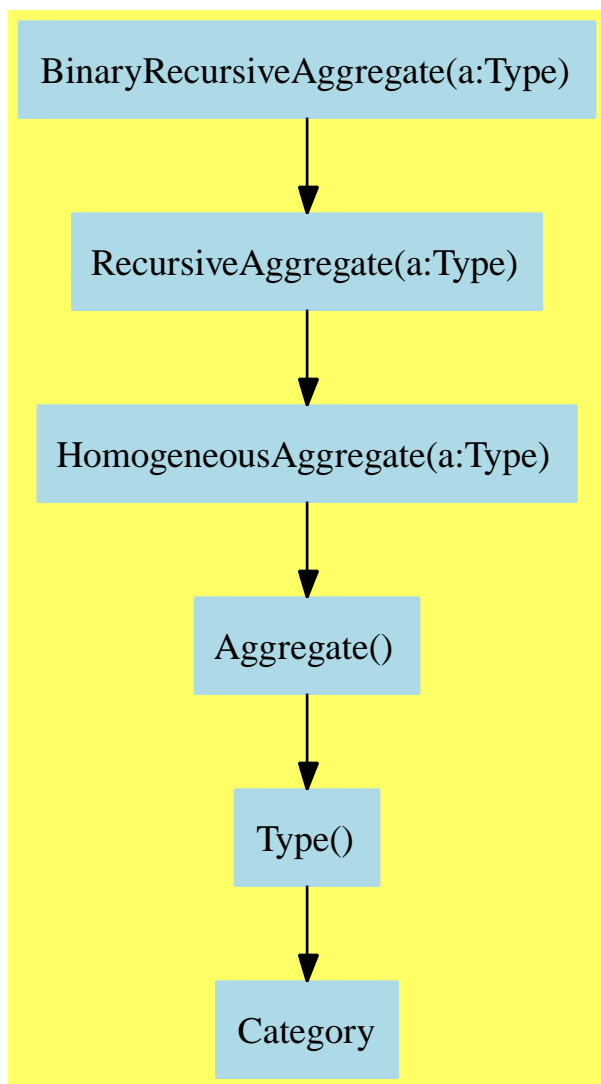 BinaryRecursiveAggregate(a:Type)
RecursiveAggregate(a:Type)
HomogeneousAggregate(a:Type)
Aggregate()
Type()
Category